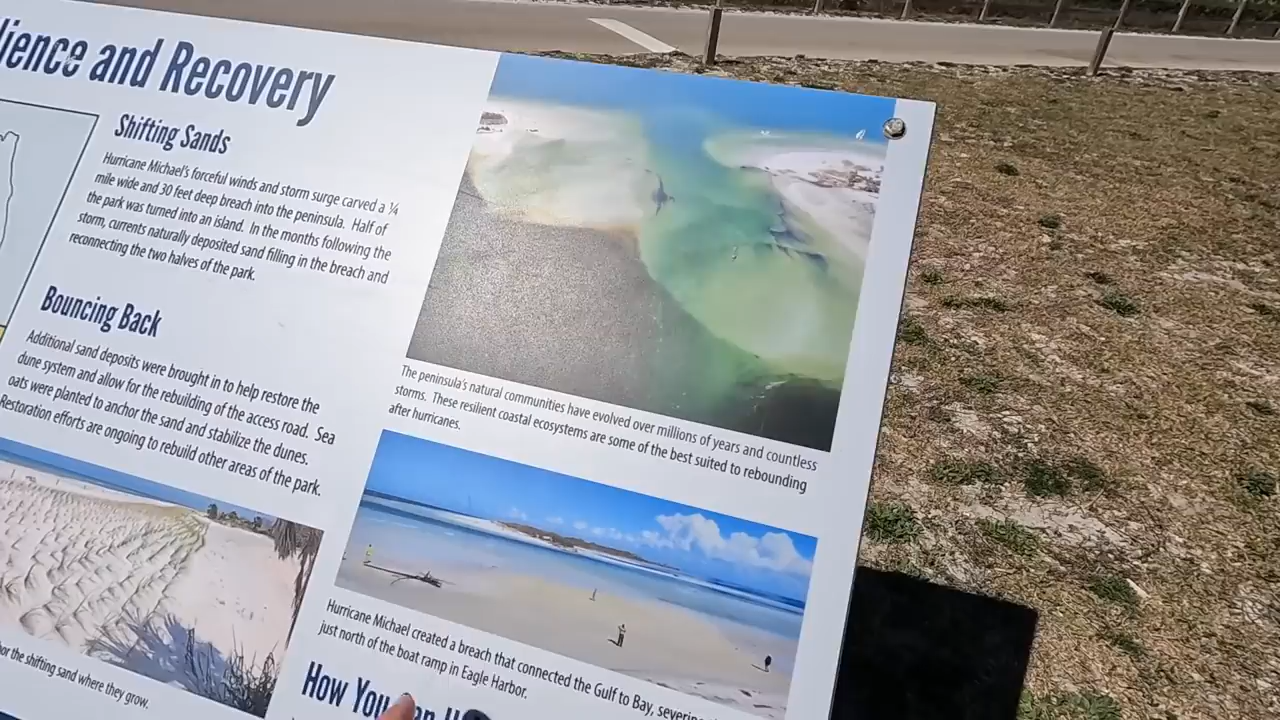 and Recovery
Shifting Sands
Hurricane Michael's forceful winds and storm surge carved a ¼
mile wide and 30 feet deep breach into the peninsula. Half of
the park was turned into an island. In the months following the
storm, currents naturally deposited sand filling in the breach and
reconnecting the two halves of the park.
Bouncing Back
Additional sand deposits were brought in to help restore the
dune system and allow for the rebuilding of the access road. Sea
oats were planted to anchor the sand and stabilize the dunes.
Restoration efforts are ongoing to rebuild other areas of the park.
the shifting sand where they grow.
The peninsula's natural communities have evolved over millions of years and countless
storms. These resilient coastal ecosystems are some of the best suited to rebounding
after hurricanes.
Hurricane Michael created a breach that connected the Gulf to Bay,
just north of the boat ramp in Eagle Harbor.
How You